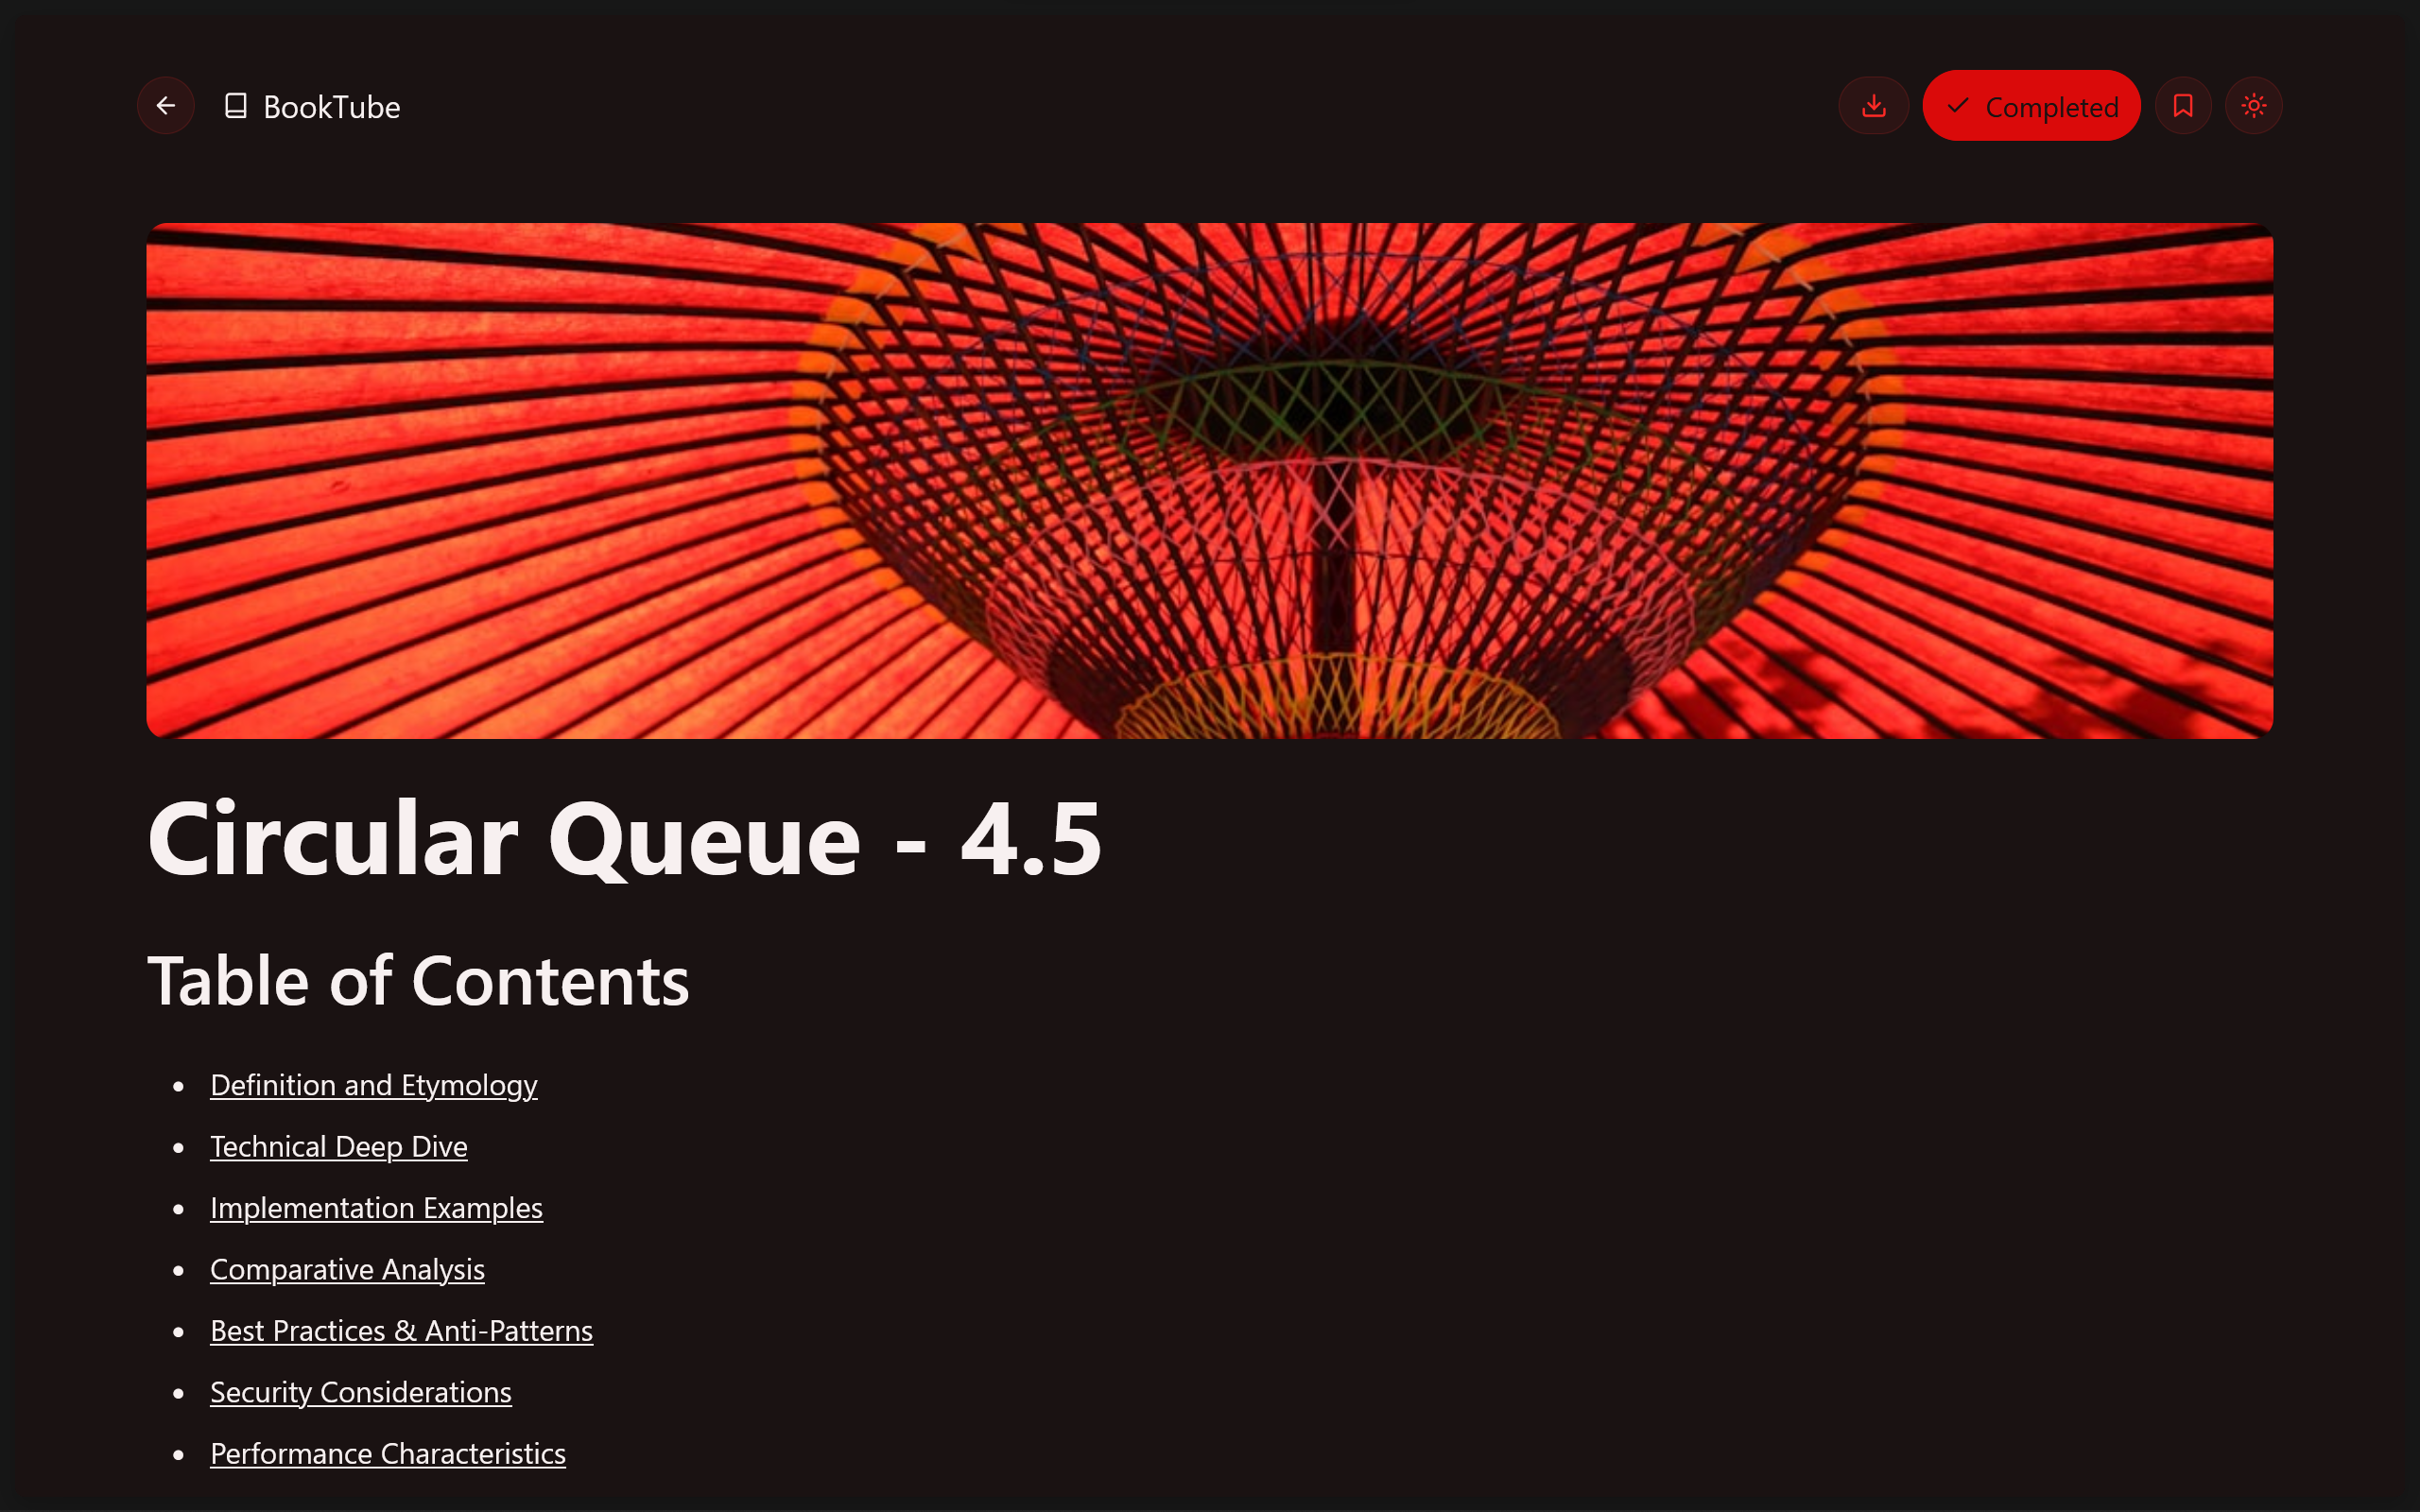 BookTube
Completed
Circular Queue - 4.5
Table of Contents
Definition and Etymology
Technical Deep Dive
Implementation Examples
Comparative Analysis
Best Practices & Anti-Patterns
Security Considerations
Performance Characteristics